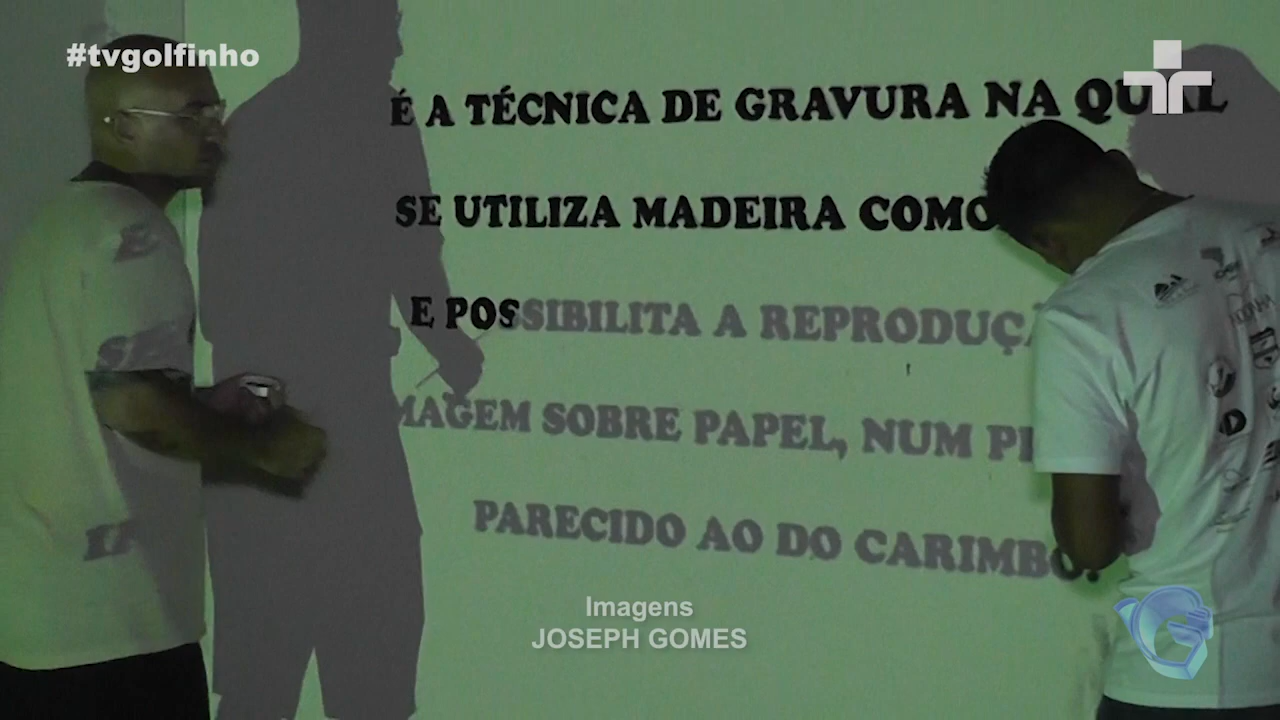 #tvgolfinho
É A TÉCNICA DE GRAVURA NA QUAL
SE UTILIZA MADEIRA COMO
E POSSIBILITA A REPRODUÇÃ
MAGEM SOBRE PAPEL, NUM
PARECIDO AO DO CARIMBO.
Imagens
JOSEPH GOMES